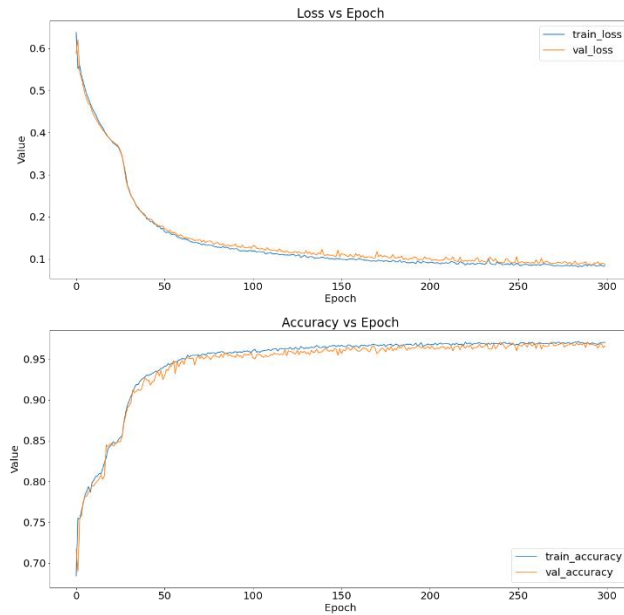 Loss vs Epoch
train_loss
val_loss
0.6
0.5
0.4
0.3
0.2
0.1
Value
0 50 100 150 200 250 300
Epoch
Accuracy vs Epoch
0.95
0.90
0.85
0.80
0.75
0.70
Value
train_accuracy
val_accuracy
0 50 100 150 200 250 300
Epoch